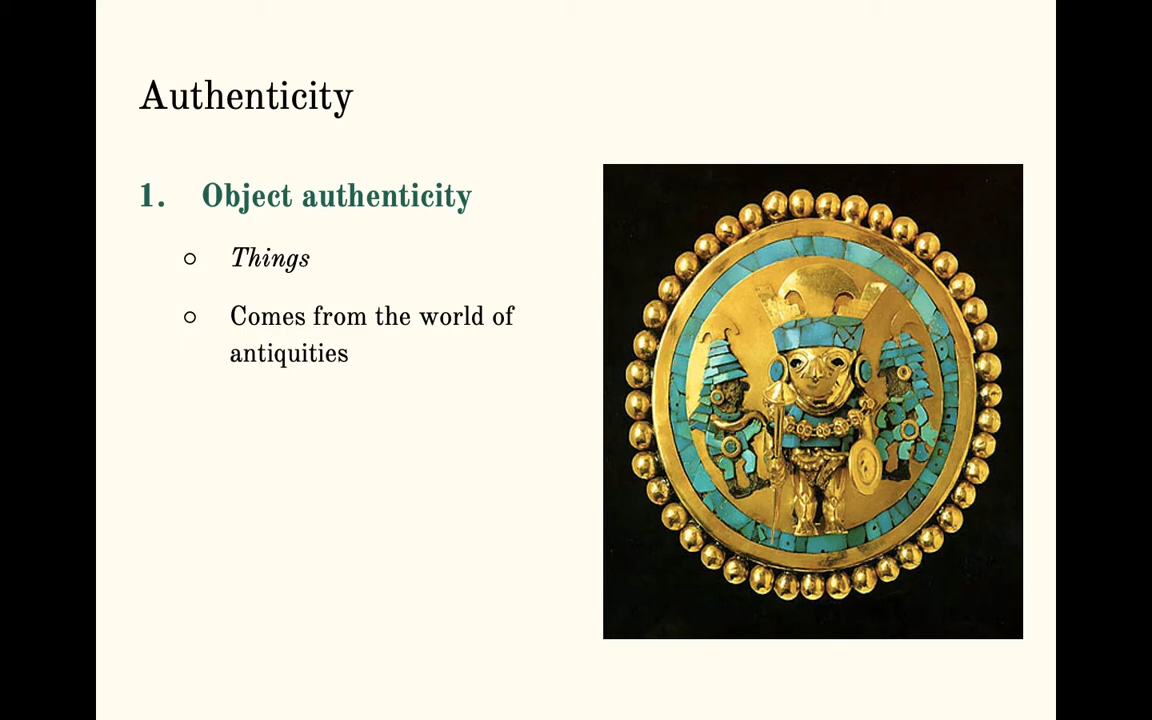 Authenticity
1. Object authenticity
○ Things
○ Comes from the world of
antiquities